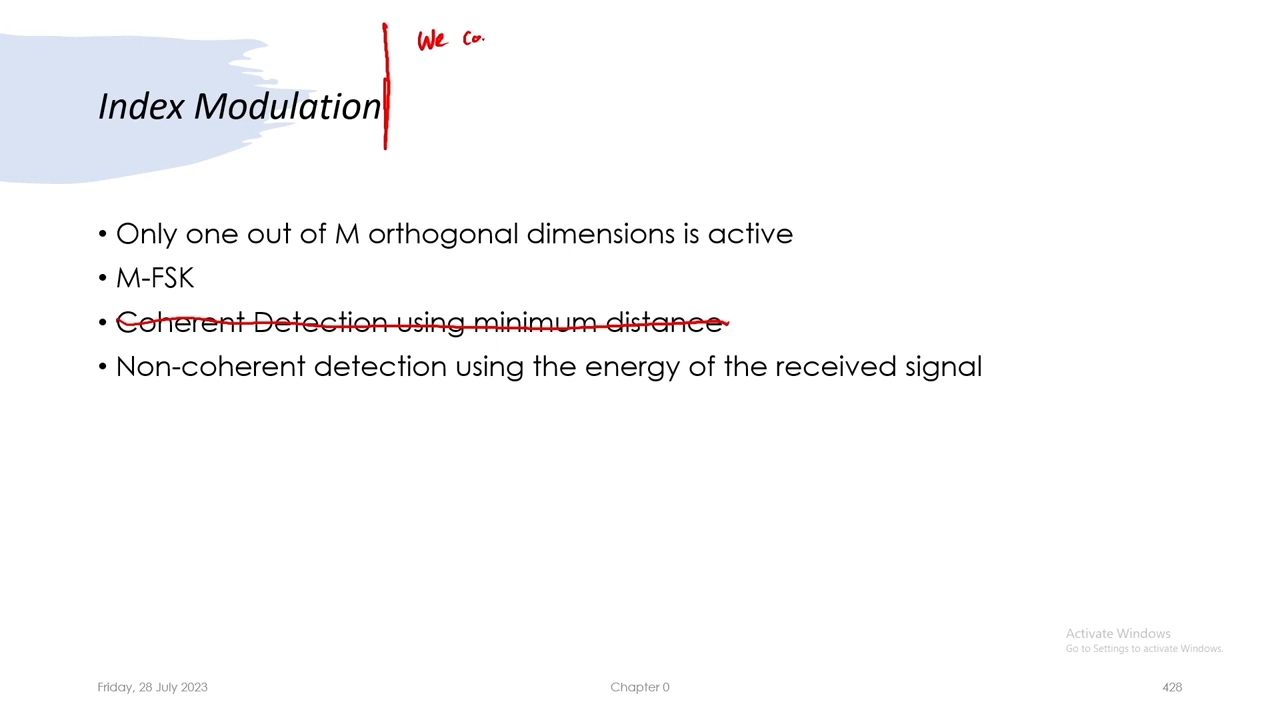 We co.
Index Modulation
• Only one out of M orthogonal dimensions is active
• M-FSK
• Coherent Detection using minimum distance
• Non-coherent detection using the energy of the received signal
Activate Windows
Go to Settings to activate Windows.
Friday, 28 July 2023
Chapter 0
428